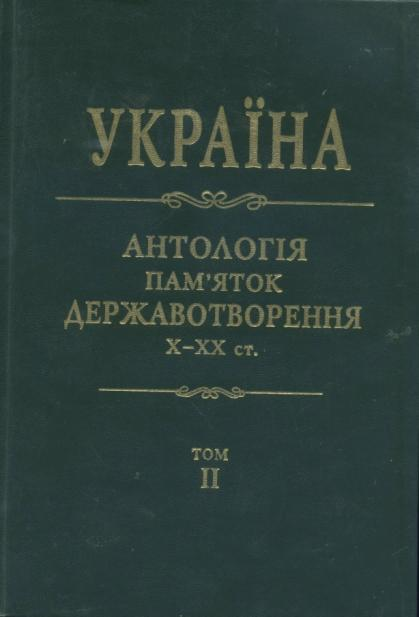 УКРАЇНА
АНТОЛОГІЯ
ПАМ'ЯТОК
ДЕРЖАВОТВОРЕННЯ
X–XX ст.
ТОМ
II